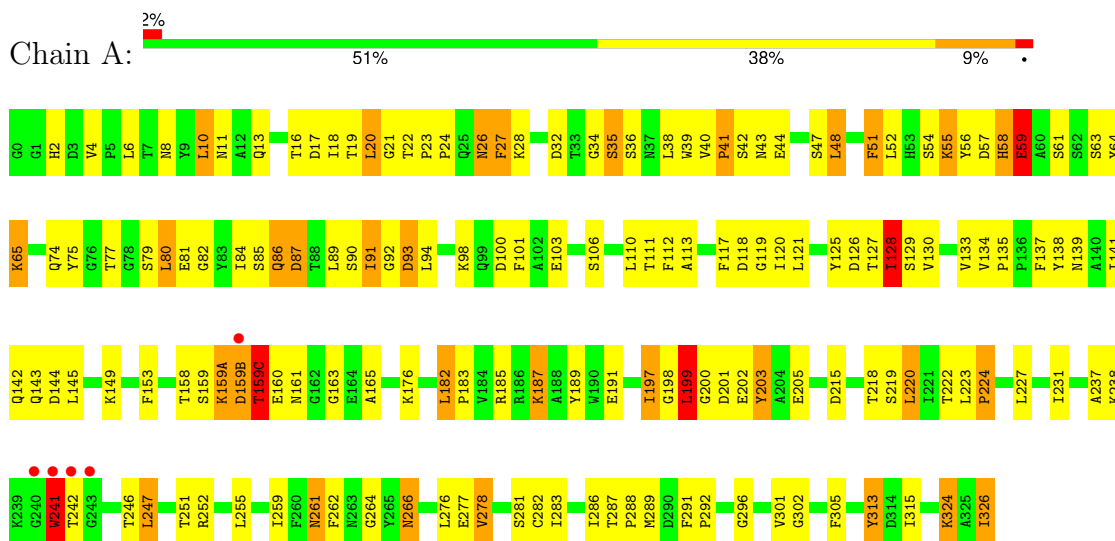 2%
Chain A:
51% 38% 9% •
G0 G1 H2 D3 V4 P5 L6 T7 N8 Y9 L10 N11 A12 Q13 T16 D17 I18 T19 L20 G21 T22 P23 P24 Q25 N26 F27 K28 D32 T33 G34 S35 S36 N37 L38 W39 V40 P41 S42 N43 E44 S47 L48 F51 L52 H53 S54 K55 Y56 D57 H58 E59 A60 S61 S62 S63 Y64
K65 Q74 Y75 G76 T77 G78 S79 L80 E81 G82 Y83 I84 S85 Q86 D87 T88 L89 S90 I91 G92 D93 L94 K98 Q99 D100 F101 A102 E103 S106 L110 T111 F112 A113 F117 D118 G119 I120 L121 Y125 D126 T127 I128 S129 V130 V133 V134 P135 P136 F137 Y138 N139 A140 I141
Q142 Q143 D144 L145 K149 F153 T158 S159 K159A D159B T159C E160 N161 G162 G163 E164 A165 K176 L182 P183 V184 R185 R186 K187 A188 Y189 W190 E191 I197 G198 L199 G200 D201 E202 Y203 A204 E205 D215 T218 S219 L220 I221 T222 L223 P224 L227 I231 A237 K238
K239 G240 W241 T242 G243 T246 L247 T251 R252 L255 I259 F260 N261 F262 N263 G264 Y265 N266 L276 E277 V278 S281 C282 I283 I286 T287 P288 M289 D290 F291 P292 G296 V301 G302 F305 Y313 D314 I315 K324 A325 I326